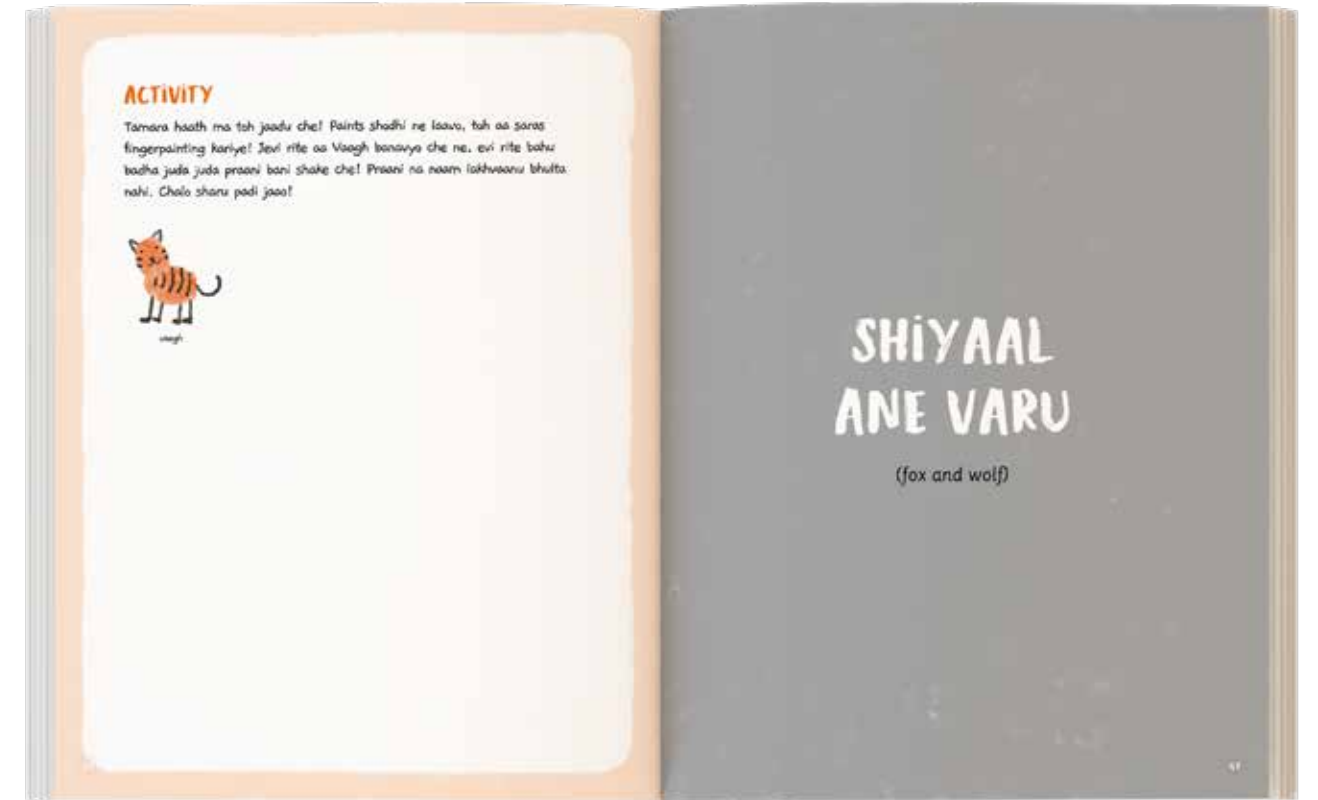 ACTIVITY
Tamara haath ma toh jaadu che! Paints shodhi ne laavo, toh aa saras
fingerpainting kariye! Jevi rite aa Vaagh banavyo che ne, evi rite bahu
badha juda juda praani bani shake che! Praani na naam lakhvaanu bhulta
nahi. Chalo sharu padi jaao!
vaagh
SHIYAAL
ANE VARU
(fox and wolf)